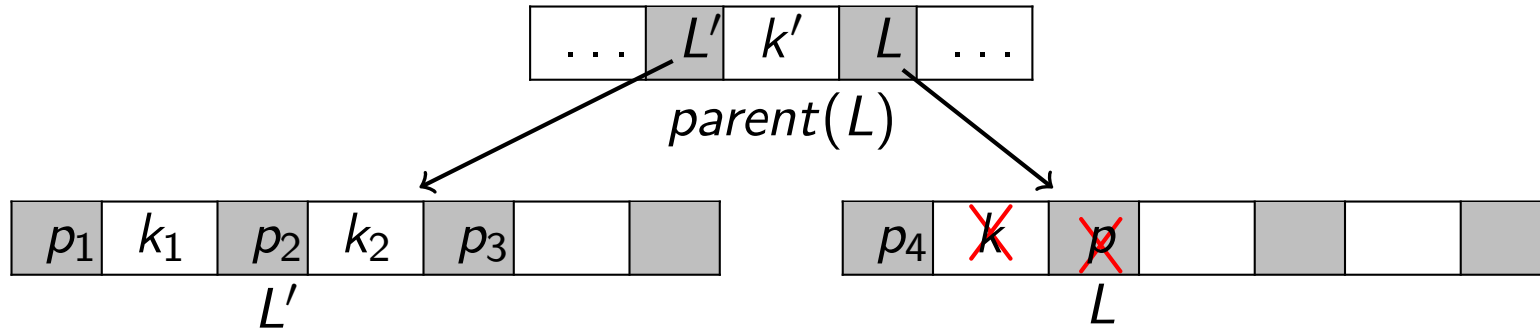 ... L′ k′ L ...
parent(L)
p₁ k₁ p₂ k₂ p₃ p₄ k p
L′ L